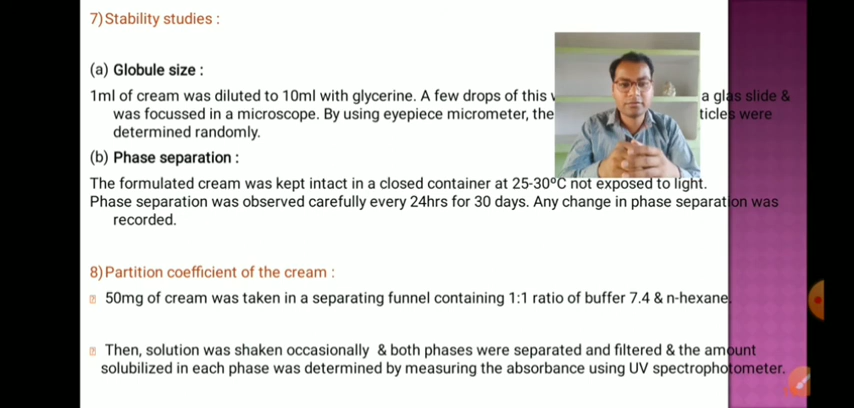 7) Stability studies :
(a) Globule size :
1ml of cream was diluted to 10ml with glycerine. A few drops of this
a glas slide &
was focussed in a microscope. By using eyepiece micrometer, the
ticles were
determined randomly.
(b) Phase separation :
The formulated cream was kept intact in a closed container at 25-30ºC not exposed to light.
Phase separation was observed carefully every 24hrs for 30 days. Any change in phase separation was
recorded.
8) Partition coefficient of the cream :
50mg of cream was taken in a separating funnel containing 1:1 ratio of buffer 7.4 & n-hexane.
Then, solution was shaken occasionally & both phases were separated and filtered & the amount
solubilized in each phase was determined by measuring the absorbance using UV spectrophotometer.